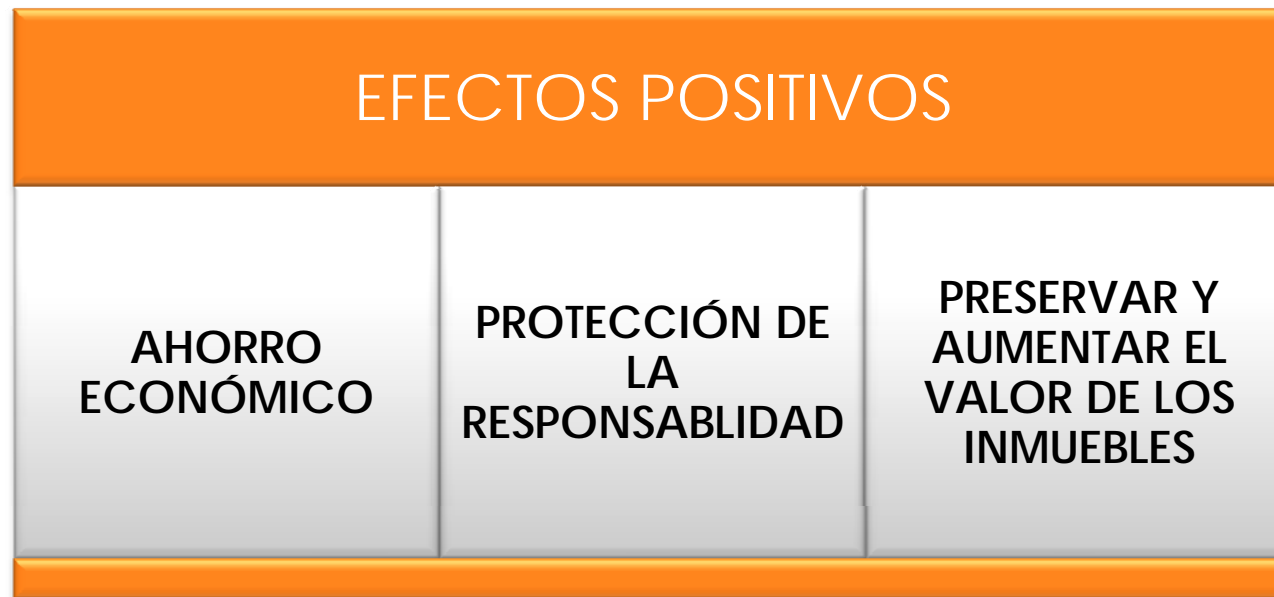 EFECTOS POSITIVOS
AHORRO
ECONÓMICO
PROTECCIÓN DE
LA
RESPONSABLIDAD
PRESERVAR Y
AUMENTAR EL
VALOR DE LOS
INMUEBLES